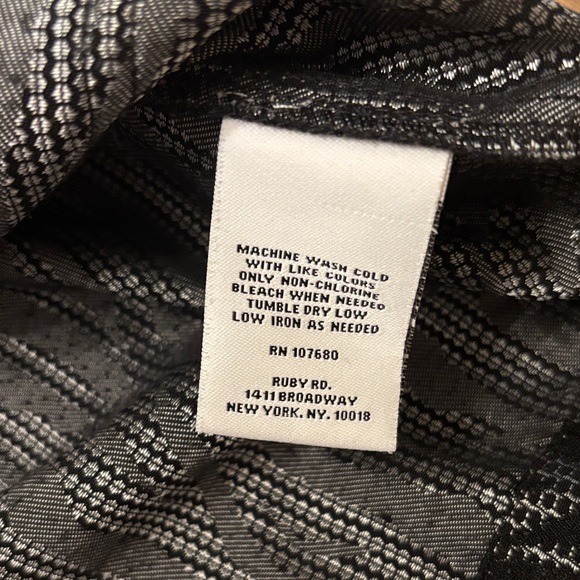 MACHINE WASH COLD
WITH LIKE COLORS
ONLY NON-CHLORINE
BLEACH WHEN NEEDED
TUMBLE DRY LOW
LOW IRON AS NEEDED
RN 107680
RUBY RD.
1411 BROADWAY
NEW YORK. NY. 10018